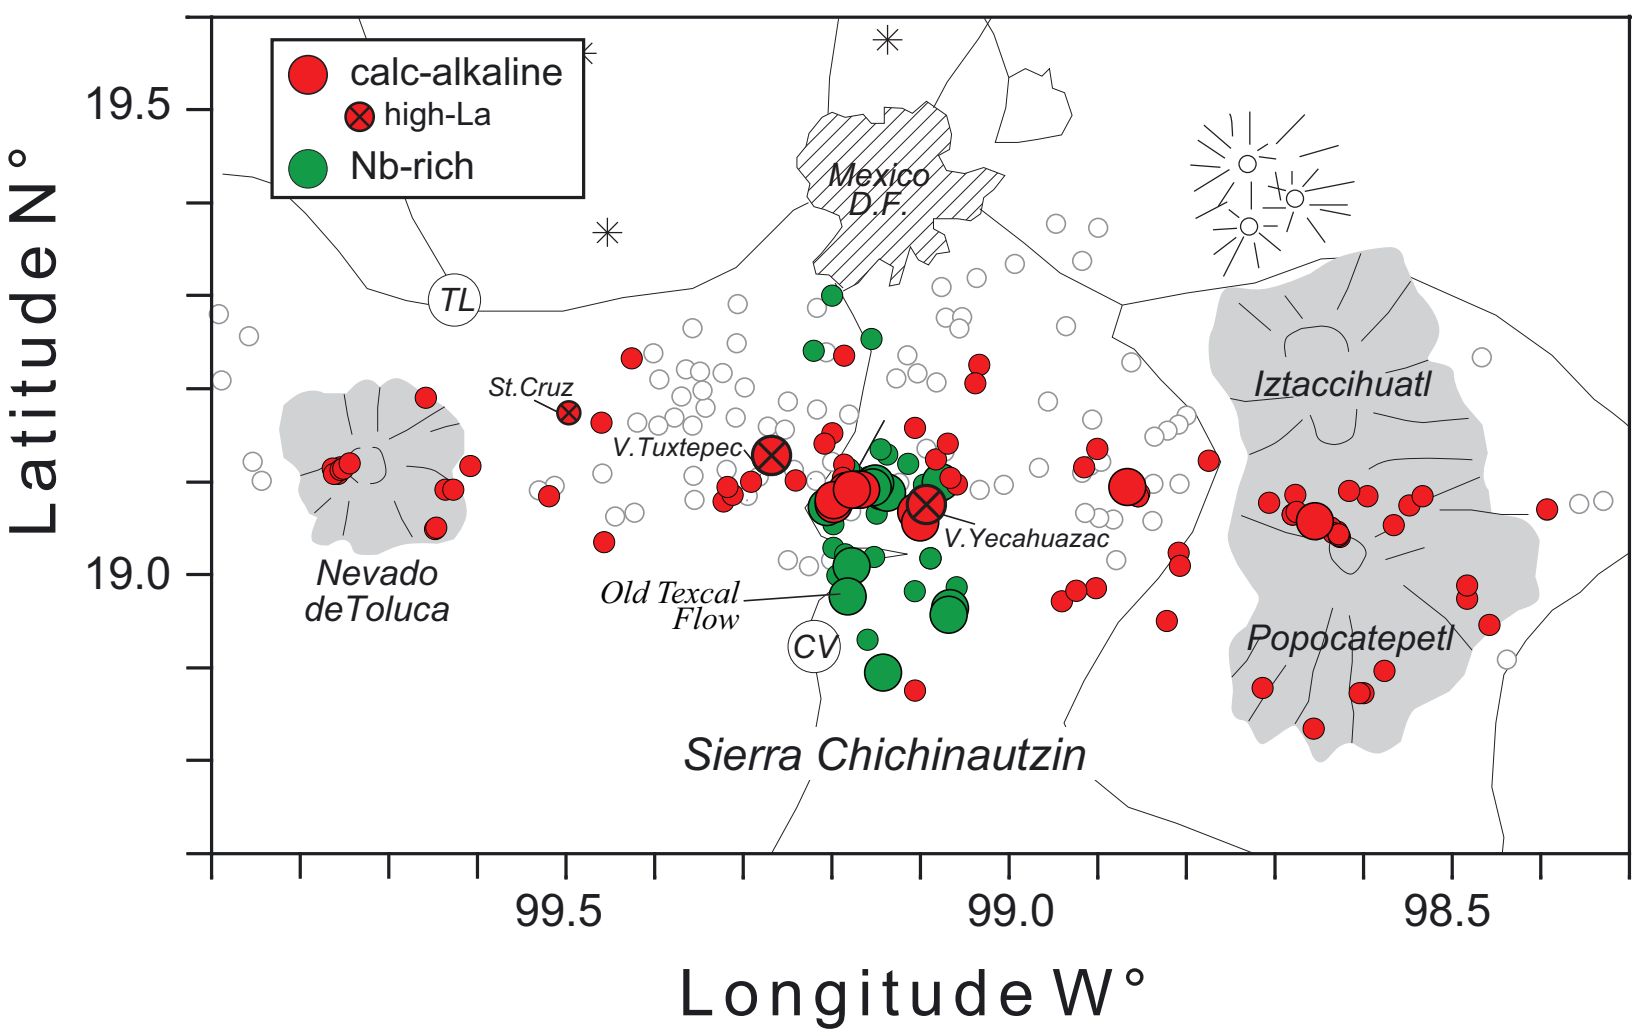 calc-alkaline
high-La
Nb-rich
19.5
19.0
Latitude N°
Mexico
D.F.
TL
St.Cruz
V.Tuxtepec
Iztaccihuatl
V.Yecahuazac
Nevado
deToluca
Old Texcal
Flow
CV
Popocatepetl
Sierra Chichinautzin
99.5
99.0
98.5
Longitude W°